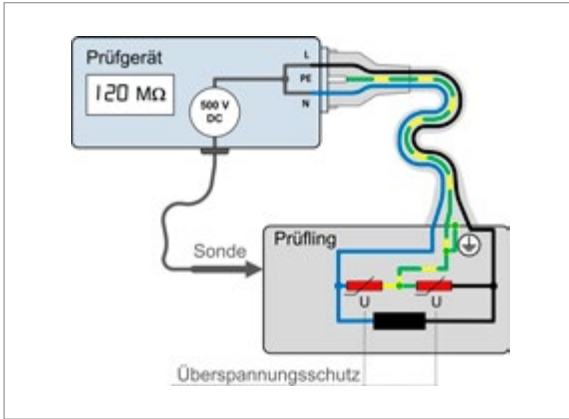 Prüfgerät
120 MΩ
500 V
DC
L
PE
N
Sonde
Prüfling
U
U
Überspannungsschutz